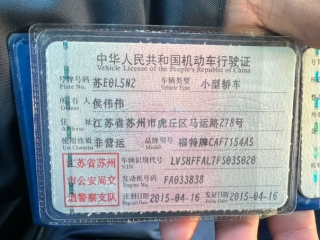 中华人民共和国机动车行驶证
Vehicle License of the People's Republic of China
号牌号码 苏E0L5N2 车辆类型 小型轿车
Plate No. Vehicle Type
所有人 侯伟伟
Owner
住址 江苏省苏州市虎丘区马运路278号
Address
使用性质 非营运 品牌型号 福特牌CAF7154A5
Use Character Model
江苏省苏州市公安局交通警察支队
车辆识别代号 LVSHFFAL7FS035020
VIN
发动机号码 FA033838
Engine No.
注册日期 2015-04-16 发证日期 2015-04-16
Register Date Issue Date